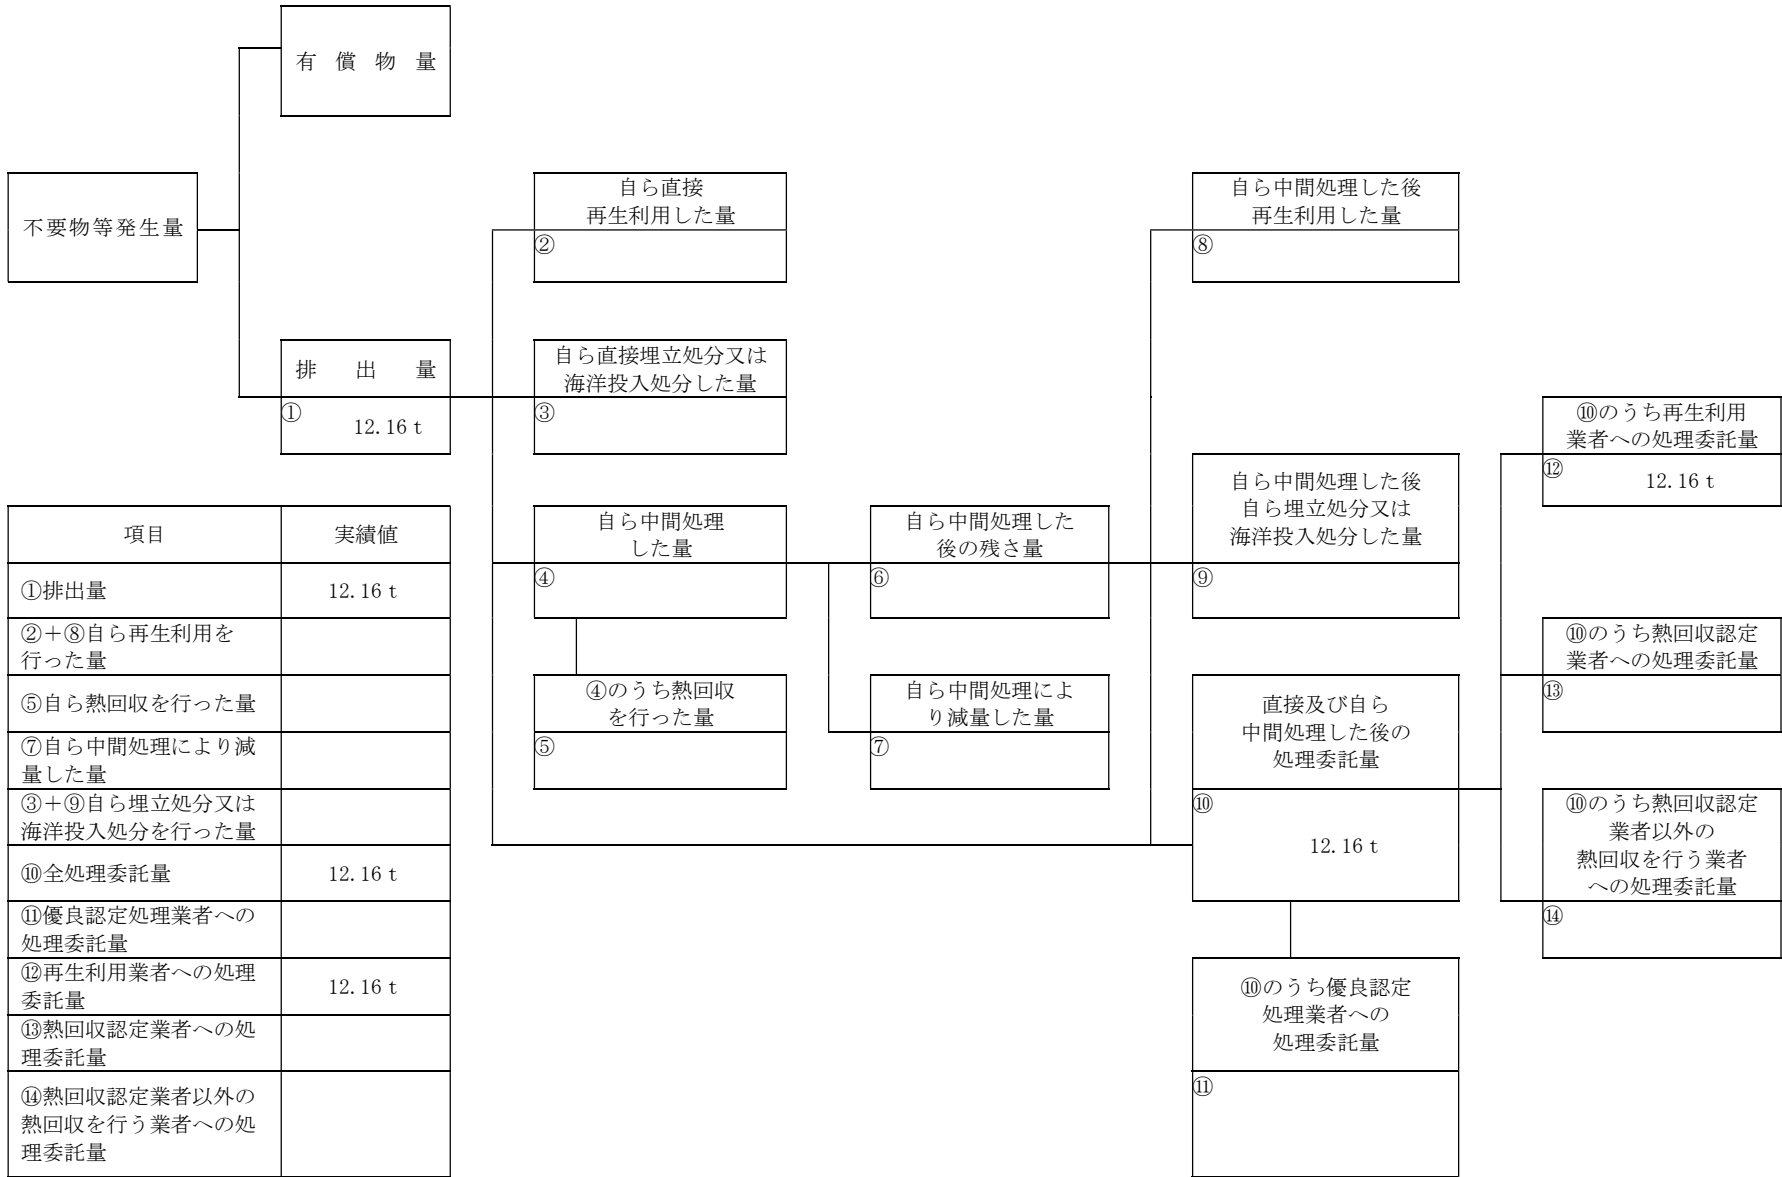 有 償 物 量
不要物等発生量
自ら直接
再生利用した量
②
自ら中間処理した後
再生利用した量
⑧
排 出 量
①
12.16 t
自ら直接埋立処分又は
海洋投入処分した量
③
⑩のうち再生利用
業者への処理委託量
⑫
12.16 t
自ら中間処理した後
自ら埋立処分又は
海洋投入処分した量
⑨
自ら中間処理
した量
④
自ら中間処理した
後の残さ量
⑥
⑩のうち熱回収認定
業者への処理委託量
⑬
④のうち熱回収
を行った量
⑤
自ら中間処理によ
り減量した量
⑦
直接及び自ら
中間処理した後の
処理委託量
⑩
12.16 t
⑩のうち熱回収認定
業者以外の
熱回収を行う業者
への処理委託量
⑭
⑩のうち優良認定
処理業者への
処理委託量
⑪
項目 実績値
①排出量 12.16 t
②＋⑧自ら再生利用を
行った量
⑤自ら熱回収を行った量
⑦自ら中間処理により減
量した量
③＋⑨自ら埋立処分又は
海洋投入処分を行った量
⑩全処理委託量 12.16 t
⑪優良認定処理業者への
処理委託量
⑫再生利用業者への処理
委託量 12.16 t
⑬熱回収認定業者への処
理委託量
⑭熱回収認定業者以外の
熱回収を行う業者への処
理委託量